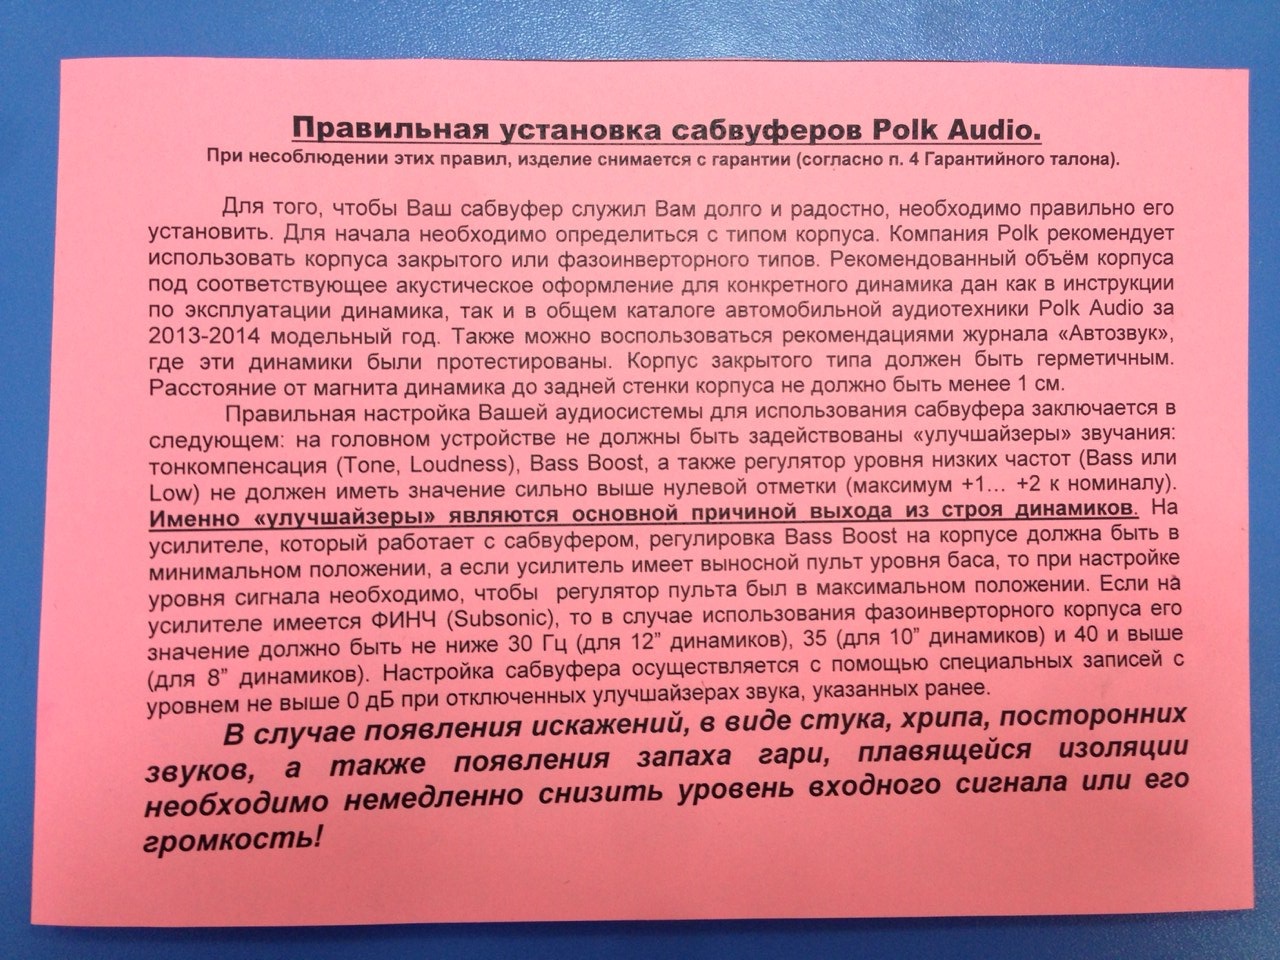 Правильная установка сабвуферов Polk Audio.
При несоблюдении этих правил, изделие снимается с гарантии (согласно п. 4 Гарантийного талона).
Для того, чтобы Ваш сабвуфер служил Вам долго и радостно, необходимо правильно его
установить. Для начала необходимо определиться с типом корпуса. Компания Polk рекомендует
использовать корпуса закрытого или фазоинверторного типов. Рекомендованный объём корпуса
под соответствующее акустическое оформление для конкретного динамика дан как в инструкции
по эксплуатации динамика, так и в общем каталоге автомобильной аудиотехники Polk Audio за
2013-2014 модельный год. Также можно воспользоваться рекомендациями журнала «Автозвук»,
где эти динамики были протестированы. Корпус закрытого типа должен быть герметичным.
Расстояние от магнита динамика до задней стенки корпуса не должно быть менее 1 см.
Правильная настройка Вашей аудиосистемы для использования сабвуфера заключается в
следующем: на головном устройстве не должны быть задействованы «улучшайзеры» звучания:
тонкомпенсация (Tone, Loudness), Bass Boost, а также регулятор уровня низких частот (Bass или
Low) не должен иметь значение сильно выше нулевой отметки (максимум +1... +2 к номиналу).
Именно «улучшайзеры» являются основной причиной выхода из строя динамиков. На
усилителе, который работает с сабвуфером, регулировка Bass Boost на корпусе должна быть в
минимальном положении, а если усилитель имеет выносной пульт уровня баса, то при настройке
уровня сигнала необходимо, чтобы регулятор пульта был в максимальном положении. Если на
усилителе имеется ФИНЧ (Subsonic), то в случае использования фазоинверторного корпуса его
значение должно быть не ниже 30 Гц (для 12” динамиков), 35 (для 10” динамиков) и 40 и выше
(для 8” динамиков). Настройка сабвуфера осуществляется с помощью специальных записей с
уровнем не выше 0 дБ при отключенных улучшайзерах звука, указанных ранее.
В случае появления искажений, в виде стука, хрипа, посторонних
звуков, а также появления запаха гари, плавящейся изоляции
необходимо немедленно снизить уровень входного сигнала или его
громкость!